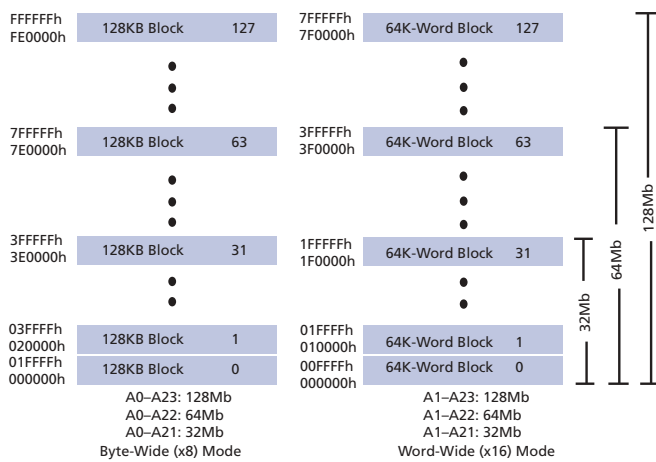 FFFFFFh
FE0000h
128KB Block 127
7FFFFFh
7F0000h
64K-Word Block 127
7FFFFFh
7E0000h
128KB Block 63
3FFFFFh
3F0000h
64K-Word Block 63
3FFFFFh
3E0000h
128KB Block 31
1FFFFFh
1F0000h
64K-Word Block 31
03FFFFh
020000h
128KB Block 1
01FFFFh
010000h
64K-Word Block 1
01FFFFh
000000h
128KB Block 0
00FFFFh
000000h
64K-Word Block 0
32Mb
64Mb
128Mb
A0–A23: 128Mb
A0–A22: 64Mb
A0–A21: 32Mb
Byte-Wide (x8) Mode
A1–A23: 128Mb
A1–A22: 64Mb
A1–A21: 32Mb
Word-Wide (x16) Mode